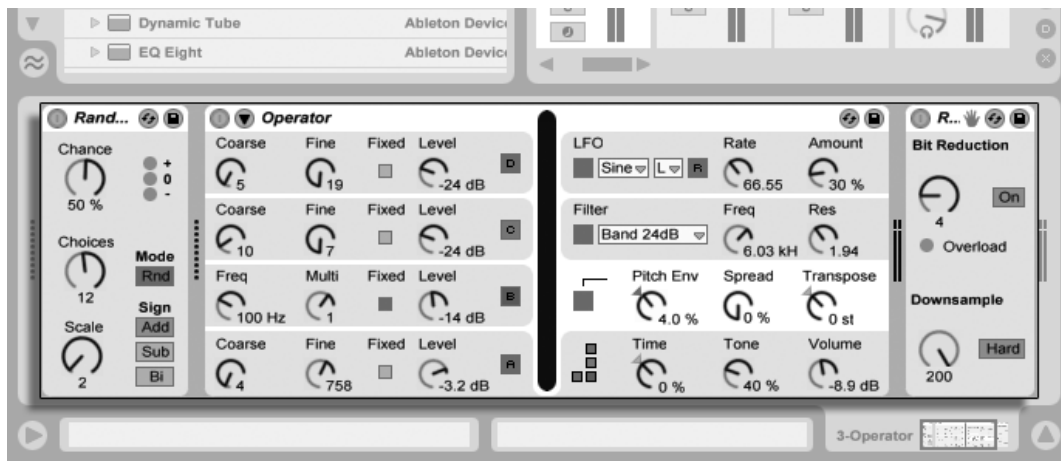 Dynamic Tube
Ableton Device
EQ Eight
Ableton Device
D
Rand...
Chance
50 %
+
0
-
Choices
12
Mode
Rnd
Scale
2
Sign
Add
Sub
Bi
Operator
Coarse Fine Fixed Level
5 19 -24 dB D
Coarse Fine Fixed Level
10 7 -24 dB C
Freq Multi Fixed Level
100 Hz 1 -14 dB B
Coarse Fine Fixed Level
4 758 -3.2 dB A
LFO Rate Amount
Sine L R 66.55 30 %
Filter Freq Res
Band 24dB 6.03 kH 1.94
Pitch Env Spread Transpose
4.0 % 0 % 0 st
Time Tone Volume
0 % 40 % -8.9 dB
R...
Bit Reduction
On
4
Overload
Downsample
Hard
200
3-Operator